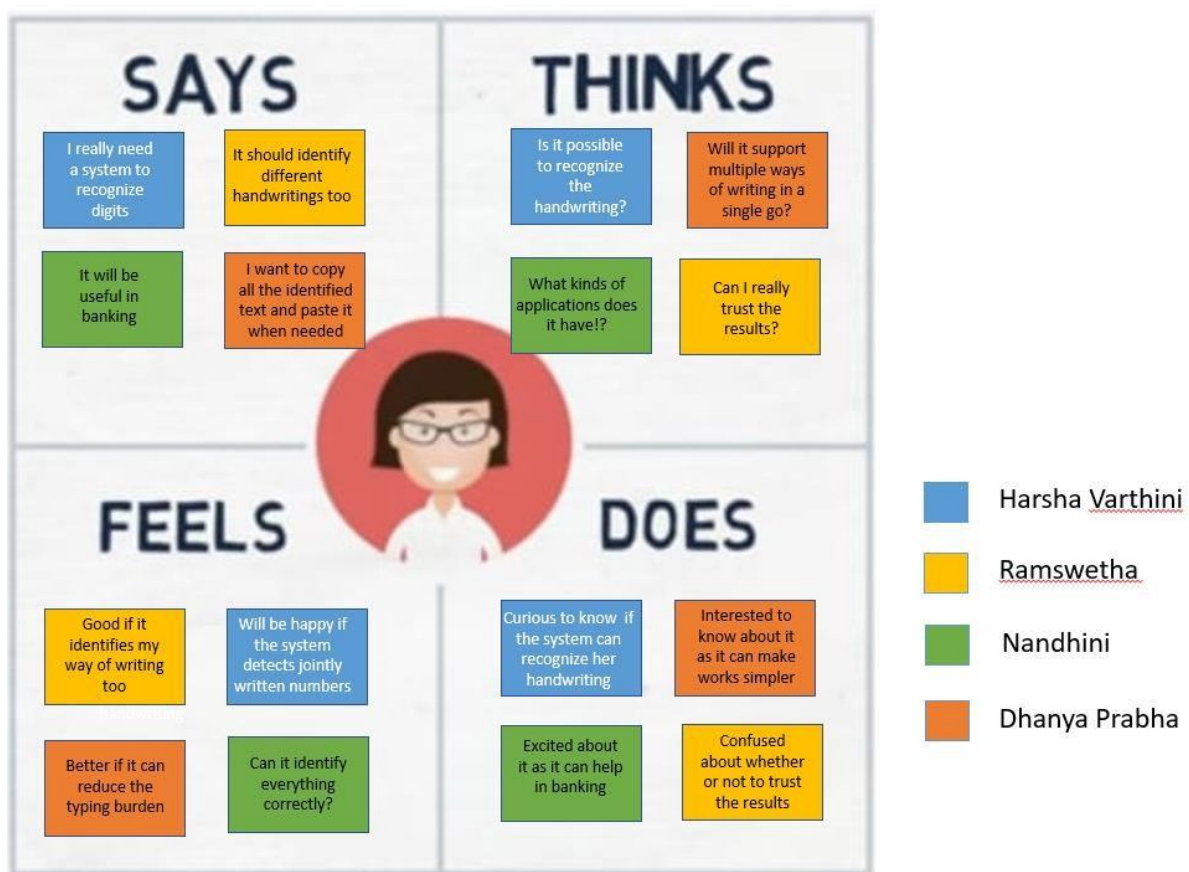 SAYS
I really need
a system to
recognize
digits
It should identify
different
handwritings too
It will be
useful in
banking
I want to copy
all the identified
text and paste it
when needed
THINKS
Is it possible
to recognize
the
handwriting?
Will it support
multiple ways
of writing in a
single go?
What kinds of
applications does
it have!?
Can I really
trust the
results?
FEELS
Good if it
identifies my
way of writing
too
Will be happy if
the system
detects jointly
written numbers
handwriting
Better if it can
reduce the
typing burden
Can it identify
everything
correctly?
DOES
Curious to know if
the system can
recognize her
handwriting
Interested to
know about it
as it can make
works simpler
Excited about
it as it can help
in banking
Confused
about whether
or not to trust
the results
Harsha Varthini
Ramswetha
Nandhini
Dhanya Prabha